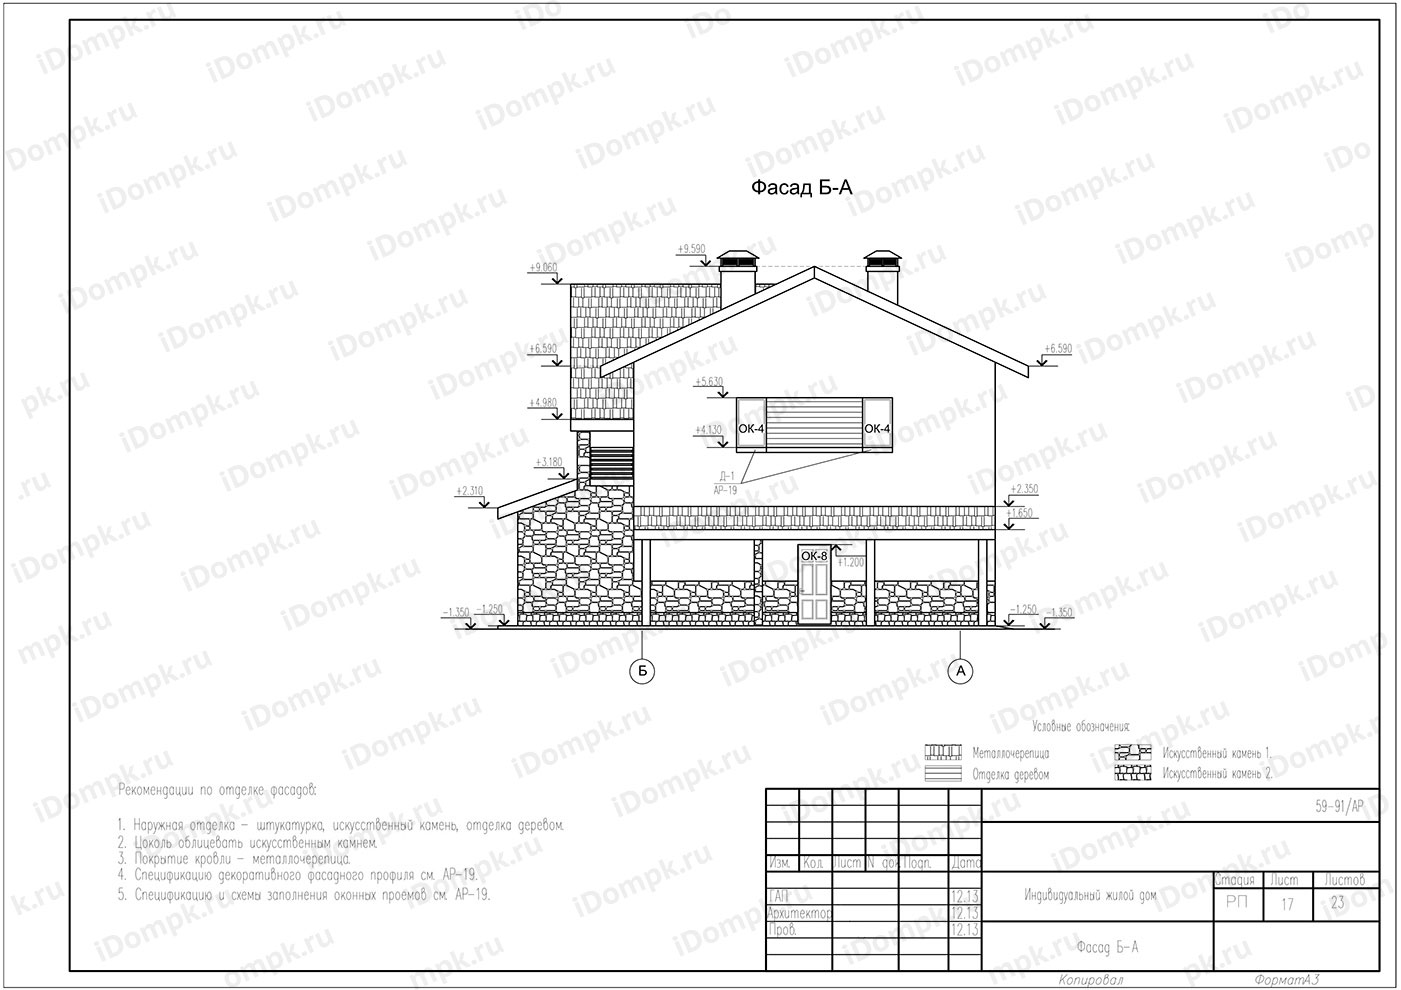 Фасад Б-А
+9.590
+9.060
+6.590
+6.590
+5.630
+4.980
ОК-4
ОК-4
+4.130
+3.180
Д-1
АР-19
+2.310
+2.350
+1.650
ОК-8
+1.200
-1.350
-1.250
-1.250
-1.350
Б
А
Условные обозначения:
Металлочерепица
Искусственный камень 1.
Отделка деревом
Искусственный камень 2.
Рекомендации по отделке фасадов:
1. Наружная отделка – штукатурка, искусственный камень, отделка деревом.
2. Цоколь облицевать искусственным камнем.
3. Покрытие кровли – металлочерепица.
4. Спецификацию декоративного фасадного профиля см. АР-19.
5. Спецификацию и схемы заполнения оконных проемов см. АР-19.
59-91/АР
Изм. Кол. Лист N док Подп. Дата
ГАП 12.13
Архитектор 12.13
Пров. 12.13
Индивидуальный жилой дом
Стадия Лист Листов
РП 17 23
Фасад Б-А
Копировал
ФорматА3
iDompk.ru